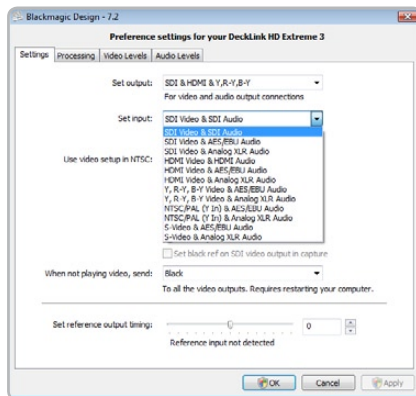 Blackmagic Design - 7.2
Preference settings for your DeckLink HD Extreme 3
Settings Processing Video Levels Audio Levels
Set output: SDI & HDMI & Y,R-Y,B-Y
For video and audio output connections
Set input: SDI Video & SDI Audio
SDI Video & SDI Audio
SDI Video & AES/EBU Audio
SDI Video & Analog XLR Audio
Use video setup in NTSC: HDMI Video & HDMI Audio
HDMI Video & AES/EBU Audio
HDMI Video & Analog XLR Audio
Y, R-Y, B-Y Video & AES/EBU Audio
Y, R-Y, B-Y Video & Analog XLR Audio
NTSC/PAL (Y In) & AES/EBU Audio
NTSC/PAL (Y In) & Analog XLR Audio
S-Video & AES/EBU Audio
S-Video & Analog XLR Audio
Set black ref on SDI video output in capture
When not playing video, send: Black
To all the video outputs. Requires restarting your computer.
Set reference output timing: 0
Reference input not detected
OK Cancel Apply